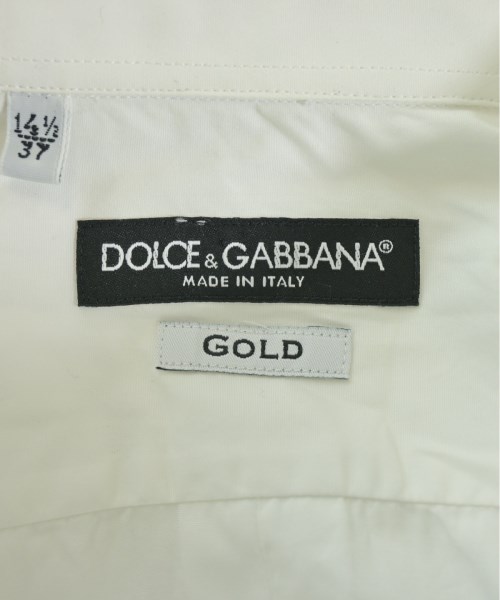 14 1/2
37
DOLCE & GABBANA®
MADE IN ITALY
GOLD